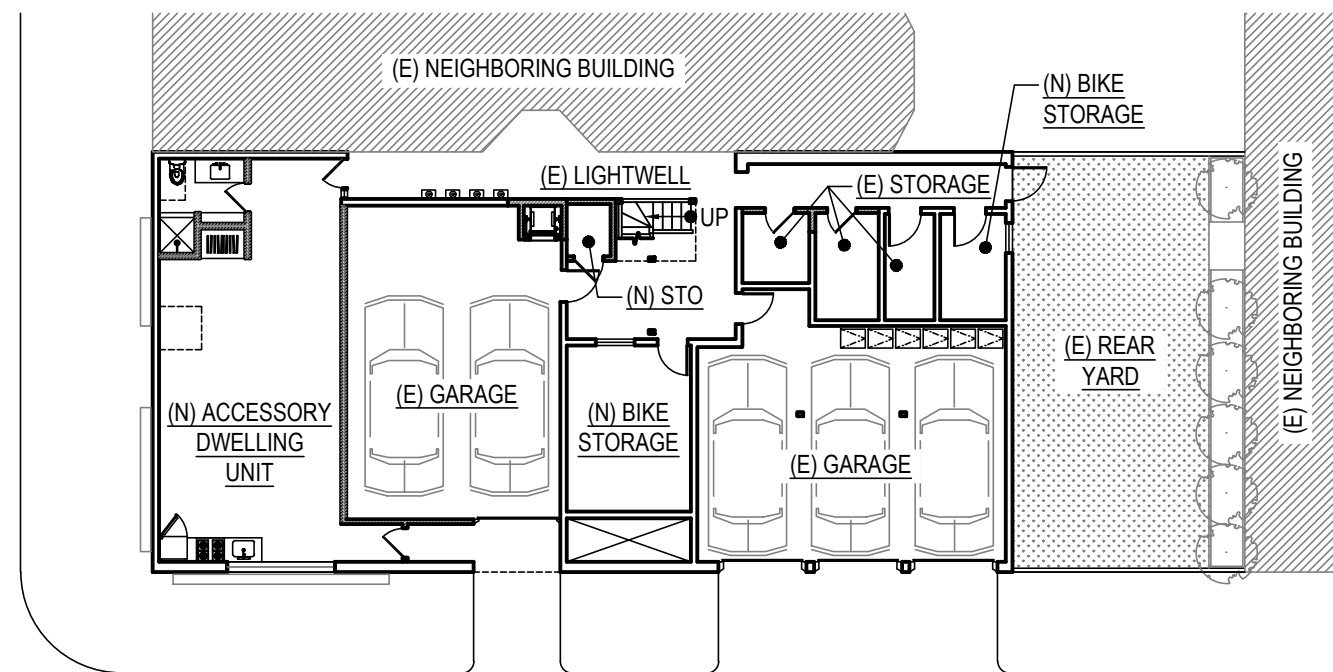 (E) NEIGHBORING BUILDING
(N) BIKE
STORAGE
(E) LIGHTWELL
(E) STORAGE
UP
(N) STO
(E) GARAGE
(N) ACCESSORY
DWELLING
UNIT
(N) BIKE
STORAGE
(E) GARAGE
(E) REAR
YARD
(E) NEIGHBORING BUILDING